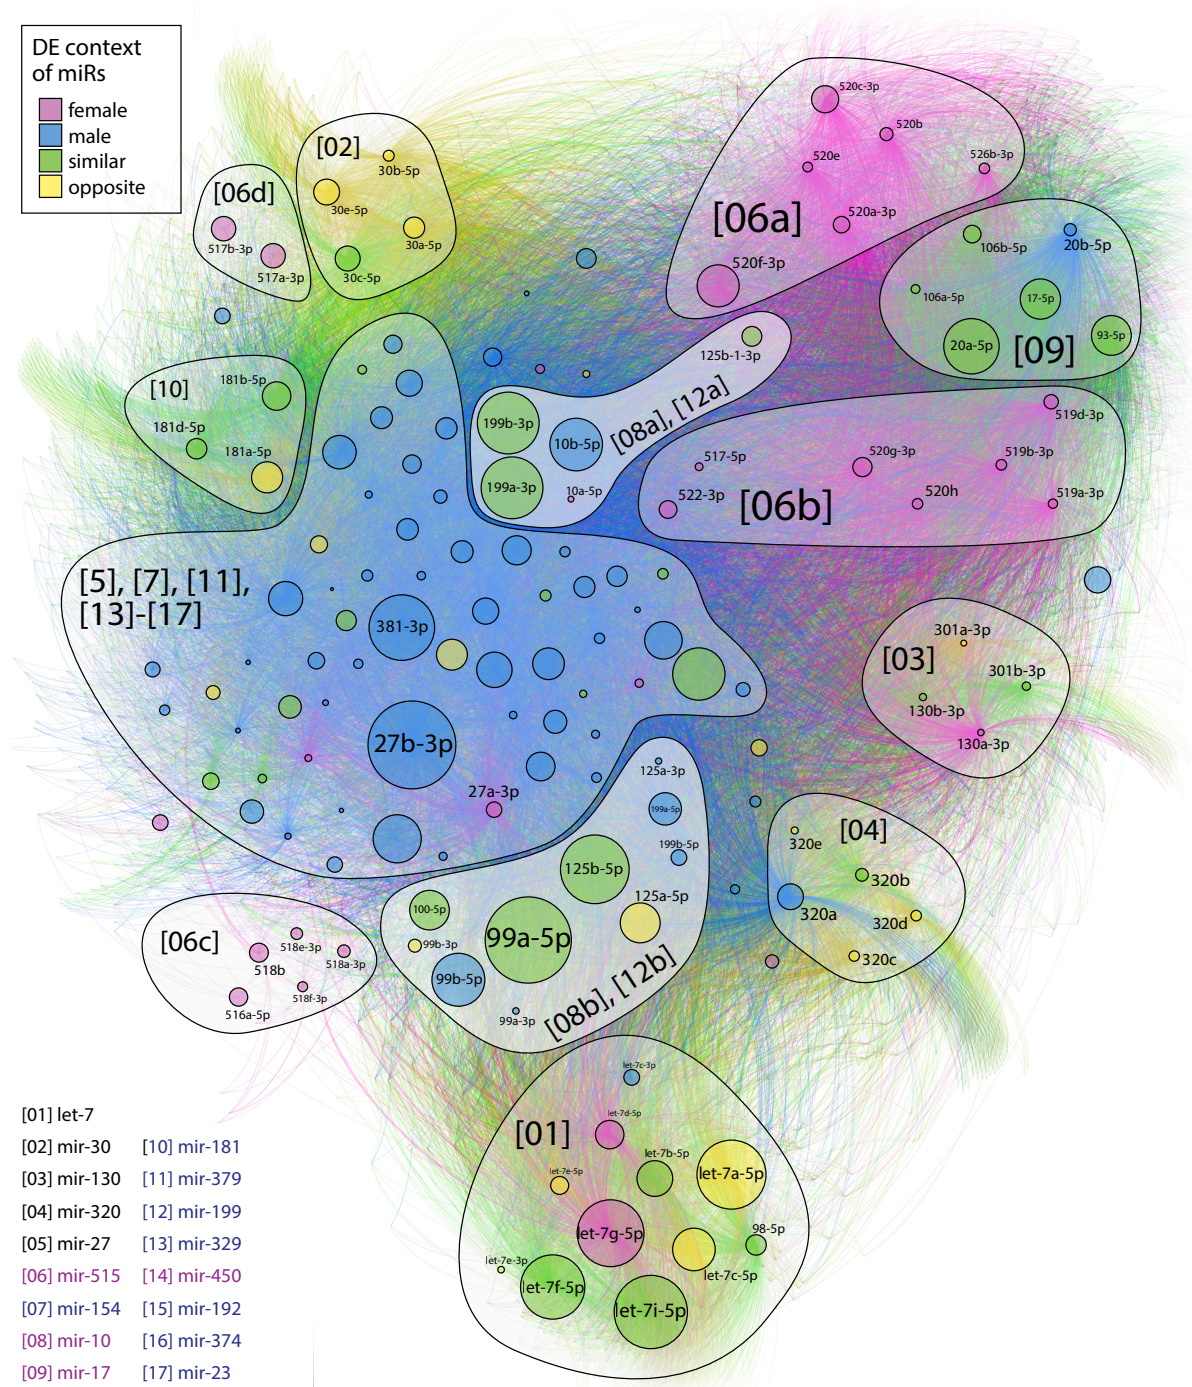 DE context
of miRs
female
male
similar
opposite
[02]
30b-5p
30e-5p
30a-5p
30c-5p
[06d]
517b-3p
517a-3p
520c-3p
520b
520e
526b-3p
[06a]
520a-3p
520f-3p
106b-5p
20b-5p
106a-5p
17-5p
93-5p
20a-5p
[09]
125b-1-3p
[08a], [12a]
199b-3p
10b-5p
199a-3p
10a-5p
[10]
181b-5p
181d-5p
181a-5p
519d-3p
517-5p
520g-3p
519b-3p
522-3p
[06b]
520h
519a-3p
[5], [7], [11],
[13]-[17]
381-3p
27b-3p
27a-3p
301a-3p
[03]
301b-3p
130b-3p
130a-3p
125a-3p
199a-5p
199b-5p
125b-5p
125a-5p
100-5p
99b-3p
99a-5p
99b-5p
99a-3p
[08b], [12b]
320e
[04]
320b
320a
320d
320c
[06c]
518e-3p
518b
518a-3p
518f-3p
516a-5p
let-7c-3p
[01]
let-7d-5p
let-7b-5p
let-7e-5p
let-7a-5p
let-7g-5p
98-5p
let-7c-5p
let-7e-3p
let-7f-5p
let-7i-5p
[01] let-7
[02] mir-30 [10] mir-181
[03] mir-130 [11] mir-379
[04] mir-320 [12] mir-199
[05] mir-27 [13] mir-329
[06] mir-515 [14] mir-450
[07] mir-154 [15] mir-192
[08] mir-10 [16] mir-374
[09] mir-17 [17] mir-23